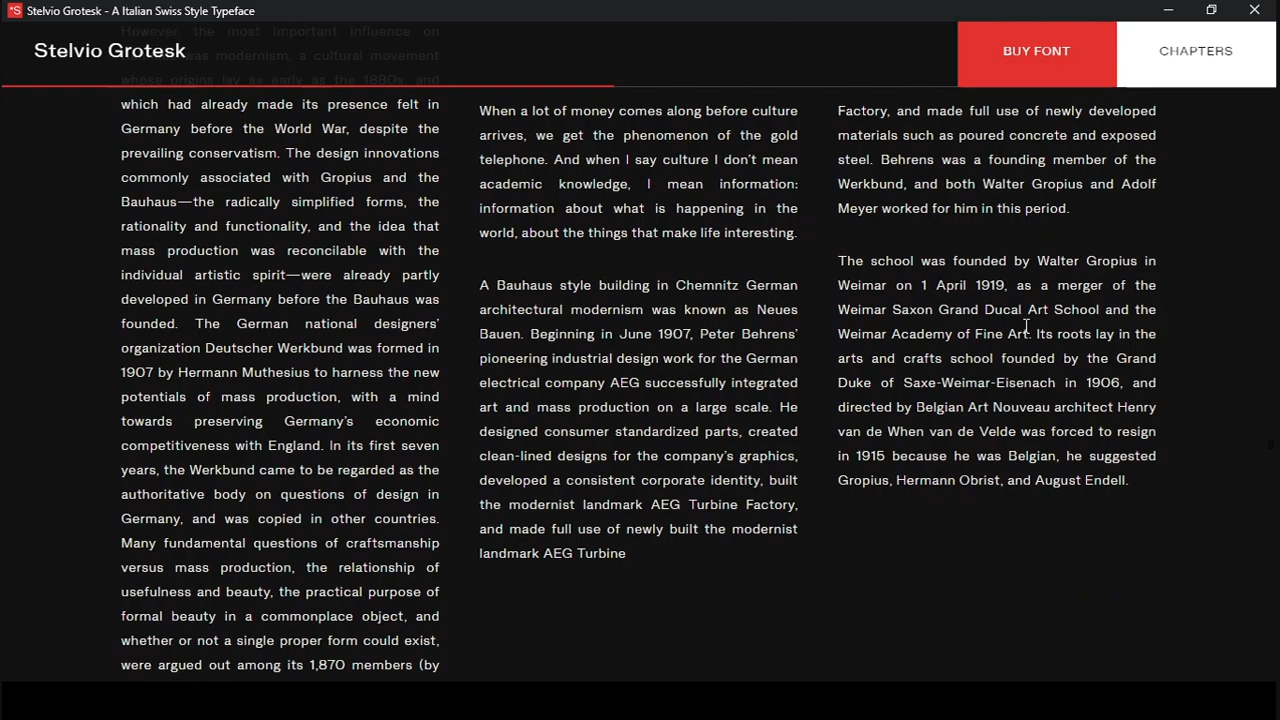 Stelvio Grotesk - A Italian Swiss Style Typeface
Stelvio Grotesk
BUY FONT
CHAPTERS
However, the most important influence on
was modernism, a cultural movement
whose origins lay as early as the 1880s, and
which had already made its presence felt in
Germany before the World War, despite the
prevailing conservatism. The design innovations
commonly associated with Gropius and the
Bauhaus—the radically simplified forms, the
rationality and functionality, and the idea that
mass production was reconcilable with the
individual artistic spirit—were already partly
developed in Germany before the Bauhaus was
founded. The German national designers'
organization Deutscher Werkbund was formed in
1907 by Hermann Muthesius to harness the new
potentials of mass production, with a mind
towards preserving Germany's economic
competitiveness with England. In its first seven
years, the Werkbund came to be regarded as the
authoritative body on questions of design in
Germany, and was copied in other countries.
Many fundamental questions of craftsmanship
versus mass production, the relationship of
usefulness and beauty, the practical purpose of
formal beauty in a commonplace object, and
whether or not a single proper form could exist,
were argued out among its 1,870 members (by
When a lot of money comes along before culture
arrives, we get the phenomenon of the gold
telephone. And when I say culture I don't mean
academic knowledge, I mean information:
information about what is happening in the
world, about the things that make life interesting.
A Bauhaus style building in Chemnitz German
architectural modernism was known as Neues
Bauen. Beginning in June 1907, Peter Behrens'
pioneering industrial design work for the German
electrical company AEG successfully integrated
art and mass production on a large scale. He
designed consumer standardized parts, created
clean-lined designs for the company's graphics,
developed a consistent corporate identity, built
the modernist landmark AEG Turbine Factory,
and made full use of newly built the modernist
landmark AEG Turbine
Factory, and made full use of newly developed
materials such as poured concrete and exposed
steel. Behrens was a founding member of the
Werkbund, and both Walter Gropius and Adolf
Meyer worked for him in this period.
The school was founded by Walter Gropius in
Weimar on 1 April 1919, as a merger of the
Weimar Saxon Grand Ducal Art School and the
Weimar Academy of Fine Art. Its roots lay in the
arts and crafts school founded by the Grand
Duke of Saxe-Weimar-Eisenach in 1906, and
directed by Belgian Art Nouveau architect Henry
van de When van de Velde was forced to resign
in 1915 because he was Belgian, he suggested
Gropius, Hermann Obrist, and August Endell.